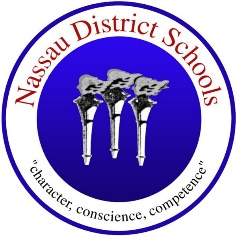 Nassau District Schools
"character, conscience, competence"